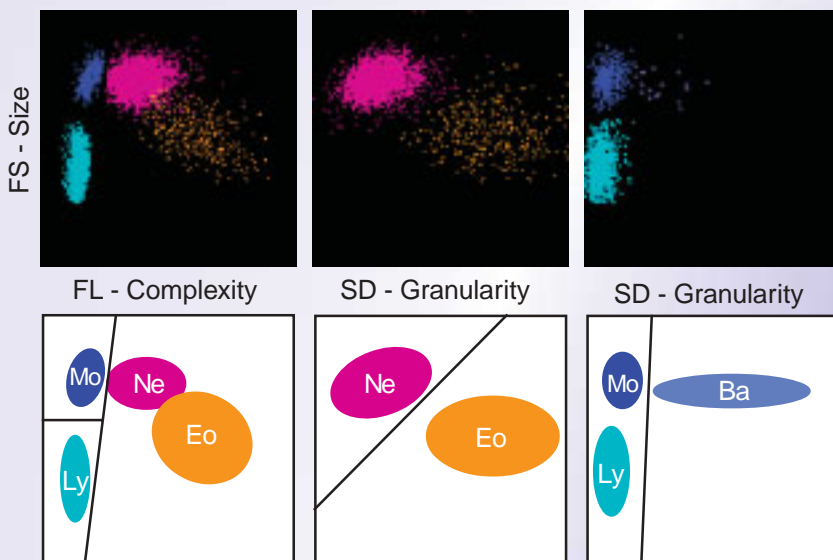 FS - Size
FL - Complexity
SD - Granularity
SD - Granularity
Mo
Ne
Eo
Ly
Ne
Eo
Mo
Ba
Ly